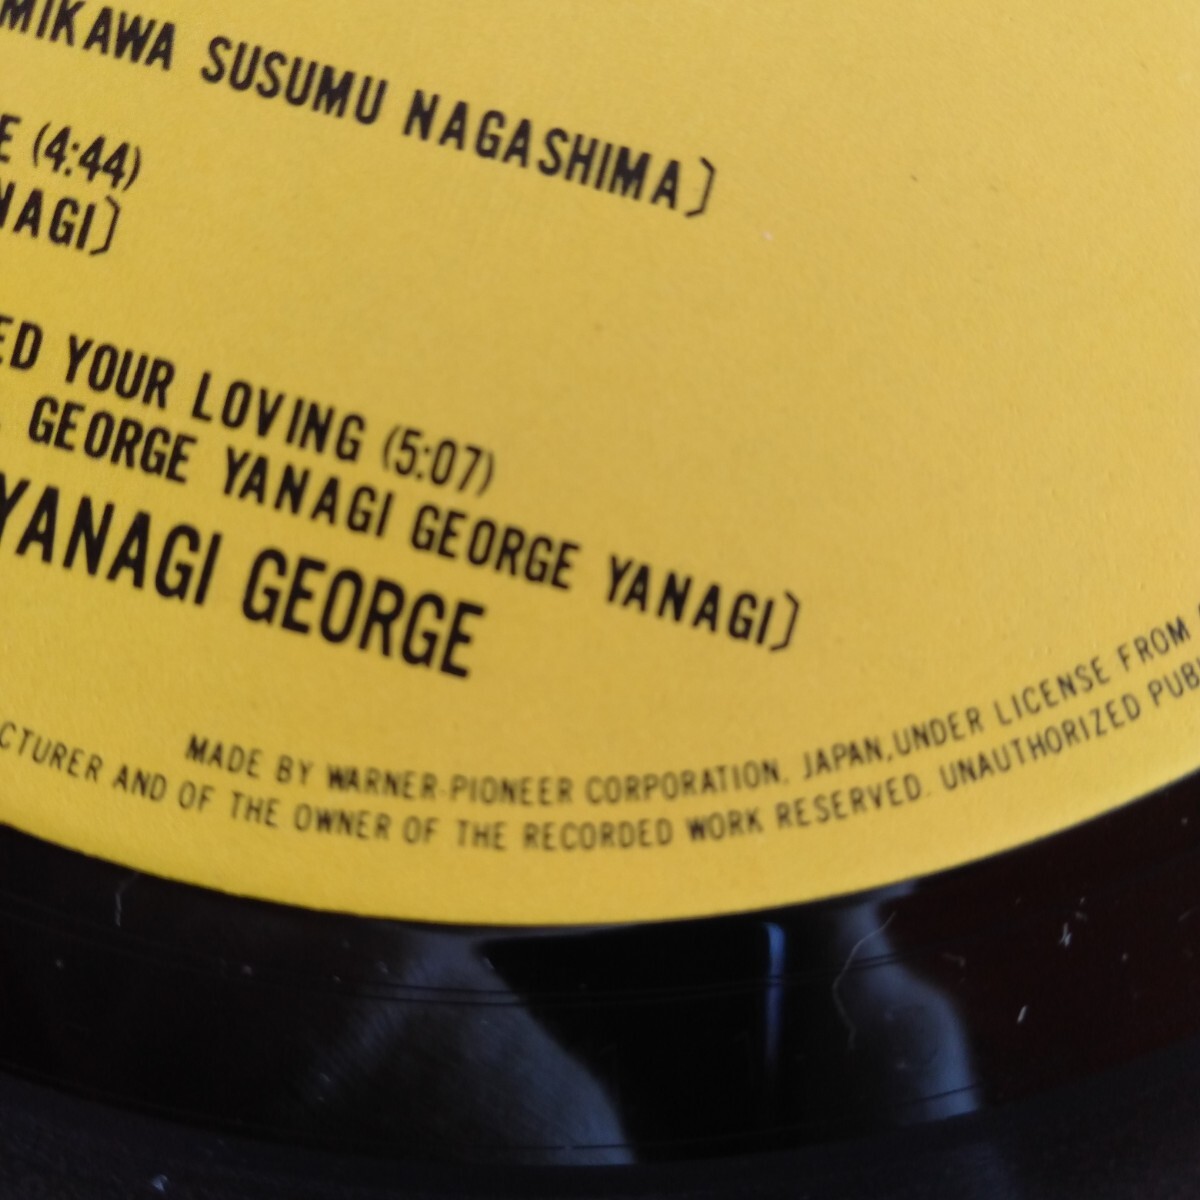 MIKAWA SUSUMU NAGASHIMA〕
E (4:44)
NAGI〕
ED YOUR LOVING (5:07)
GEORGE YANAGI GEORGE YANAGI〕
YANAGI GEORGE
MADE BY WARNER-PIONEER CORPORATION. JAPAN, UNDER LICENSE FROM
CTURER AND OF THE OWNER OF THE RECORDED WORK RESERVED. UNAUTHORIZED PUB